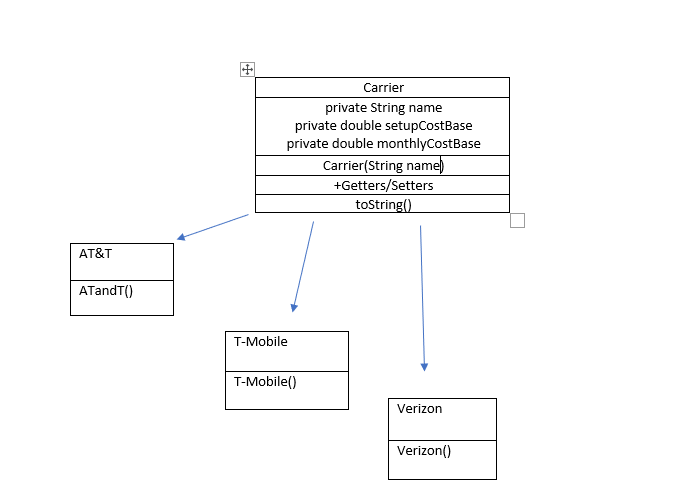 Carrier
private String name
private double setupCostBase
private double monthlyCostBase
Carrier(String name)
+Getters/Setters
toString()
AT&T
ATandT()
T-Mobile
T-Mobile()
Verizon
Verizon()